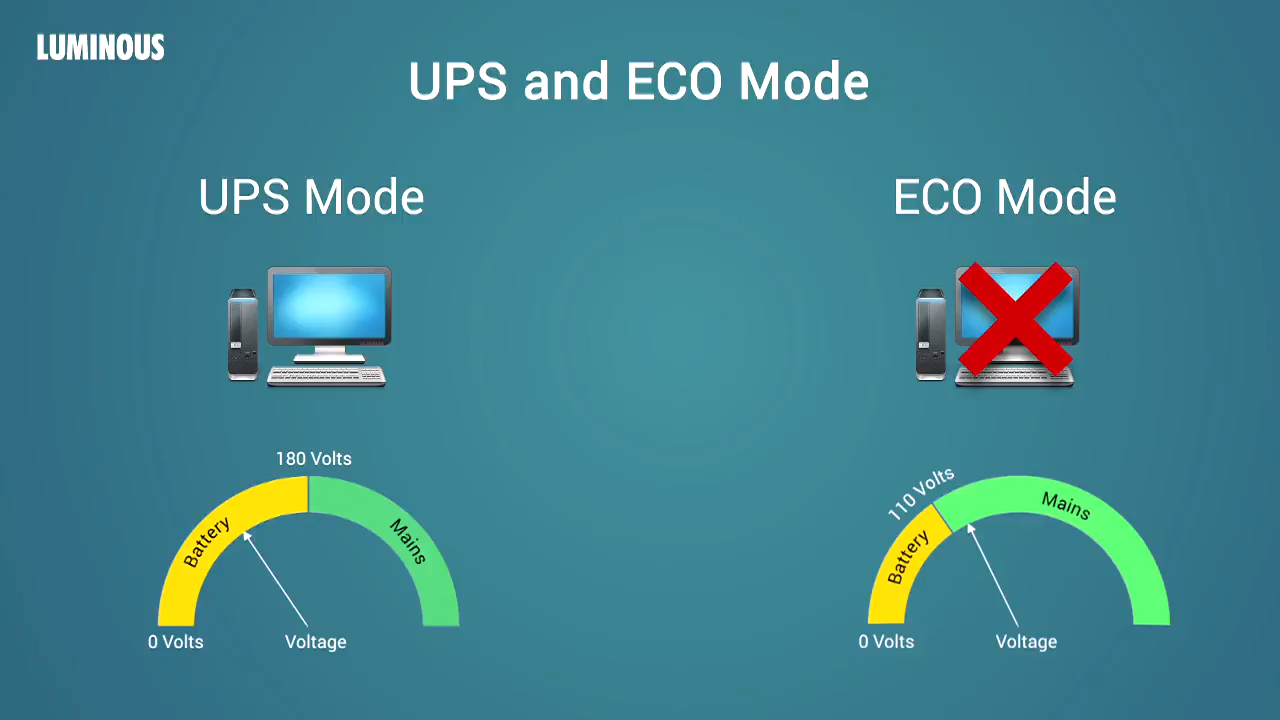 LUMINOUS
UPS and ECO Mode
UPS Mode
ECO Mode
180 Volts
Battery
Mains
0 Volts
Voltage
110 Volts
Battery
Mains
0 Volts
Voltage